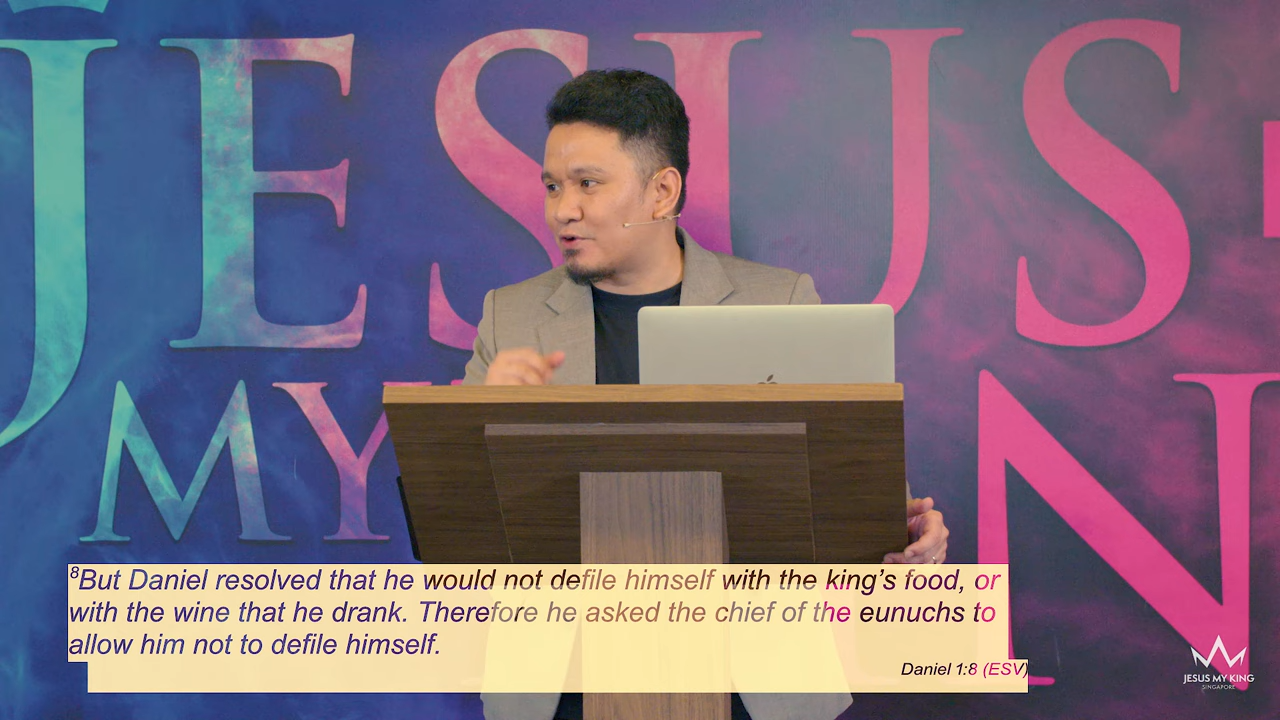 JESUS
MY
N
⁸But Daniel resolved that he would not defile himself with the king’s food, or
with the wine that he drank. Therefore he asked the chief of the eunuchs to
allow him not to defile himself.
Daniel 1:8 (ESV)
JESUS MY KING
SINGAPORE